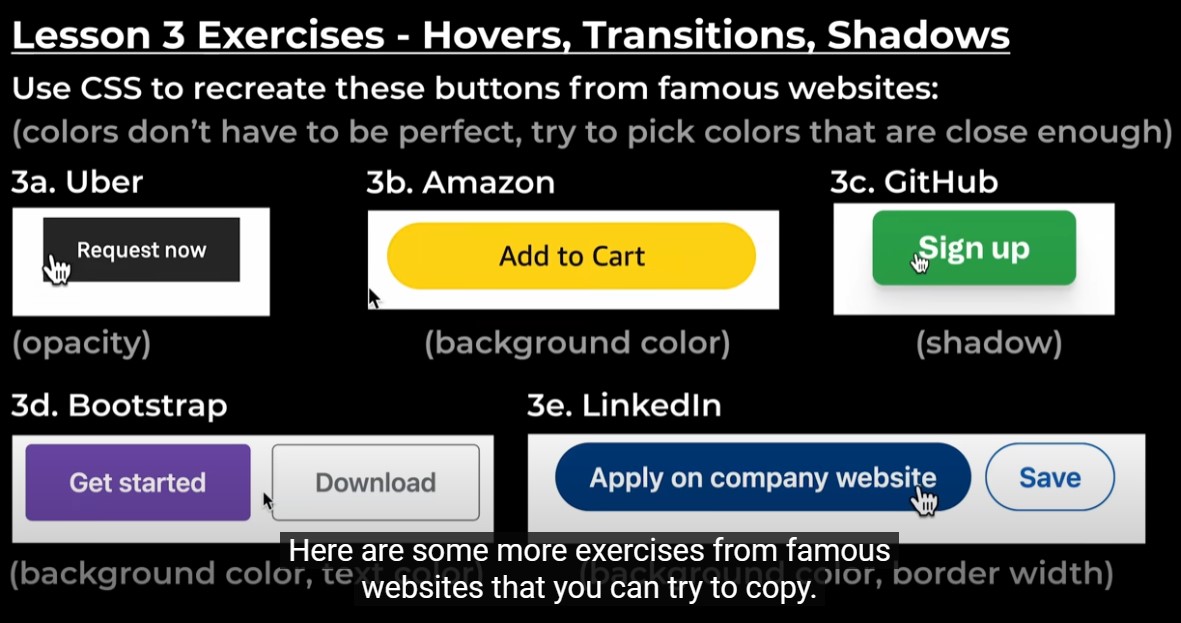 Lesson 3 Exercises - Hovers, Transitions, Shadows
Use CSS to recreate these buttons from famous websites:
(colors don't have to be perfect, try to pick colors that are close enough)
3a. Uber
3b. Amazon
3c. GitHub
Request now
Add to Cart
Sign up
(opacity)
(background color)
(shadow)
3d. Bootstrap
3e. LinkedIn
Get started
Download
Apply on company website
Save
(background color, text color)
(background color, border width)
Here are some more exercises from famous
websites that you can try to copy.